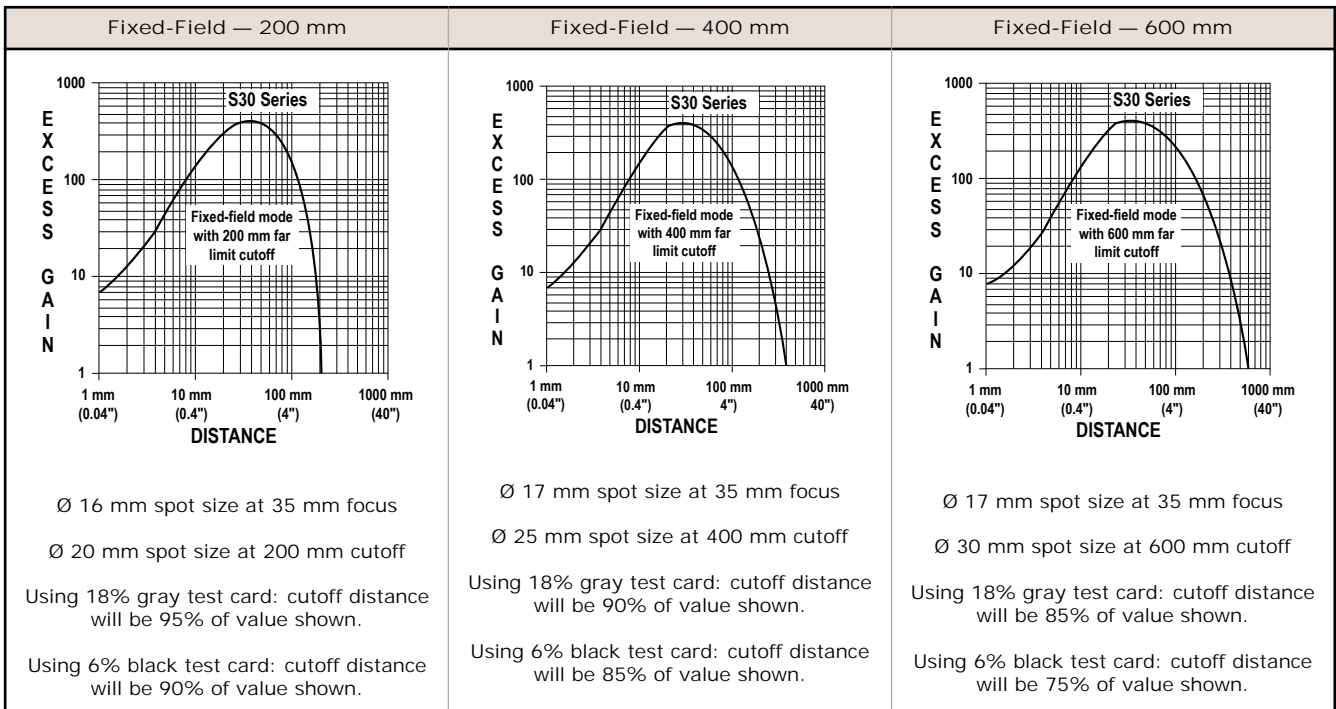 Fixed-Field — 200 mm
Fixed-Field — 400 mm
Fixed-Field — 600 mm
1000
100
10
1
EXCESS GAIN
S30 Series
Fixed-field mode
with 200 mm far
limit cutoff
1 mm 10 mm 100 mm 1000 mm
(0.04") (0.4") (4") (40")
DISTANCE
Ø 16 mm spot size at 35 mm focus
Ø 20 mm spot size at 200 mm cutoff
Using 18% gray test card: cutoff distance
will be 95% of value shown.
Using 6% black test card: cutoff distance
will be 90% of value shown.
1000
100
10
1
EXCESS GAIN
S30 Series
Fixed-field mode
with 400 mm far
limit cutoff
1 mm 10 mm 100 mm 1000 mm
(0.04") (0.4") 4") 40")
DISTANCE
Ø 17 mm spot size at 35 mm focus
Ø 25 mm spot size at 400 mm cutoff
Using 18% gray test card: cutoff distance
will be 90% of value shown.
Using 6% black test card: cutoff distance
will be 85% of value shown.
1000
100
10
1
EXCESS GAIN
S30 Series
Fixed-field mode
with 600 mm far
limit cutoff
1 mm 10 mm 100 mm 1000 mm
(0.04") (0.4") (4") (40")
DISTANCE
Ø 17 mm spot size at 35 mm focus
Ø 30 mm spot size at 600 mm cutoff
Using 18% gray test card: cutoff distance
will be 85% of value shown.
Using 6% black test card: cutoff distance
will be 75% of value shown.